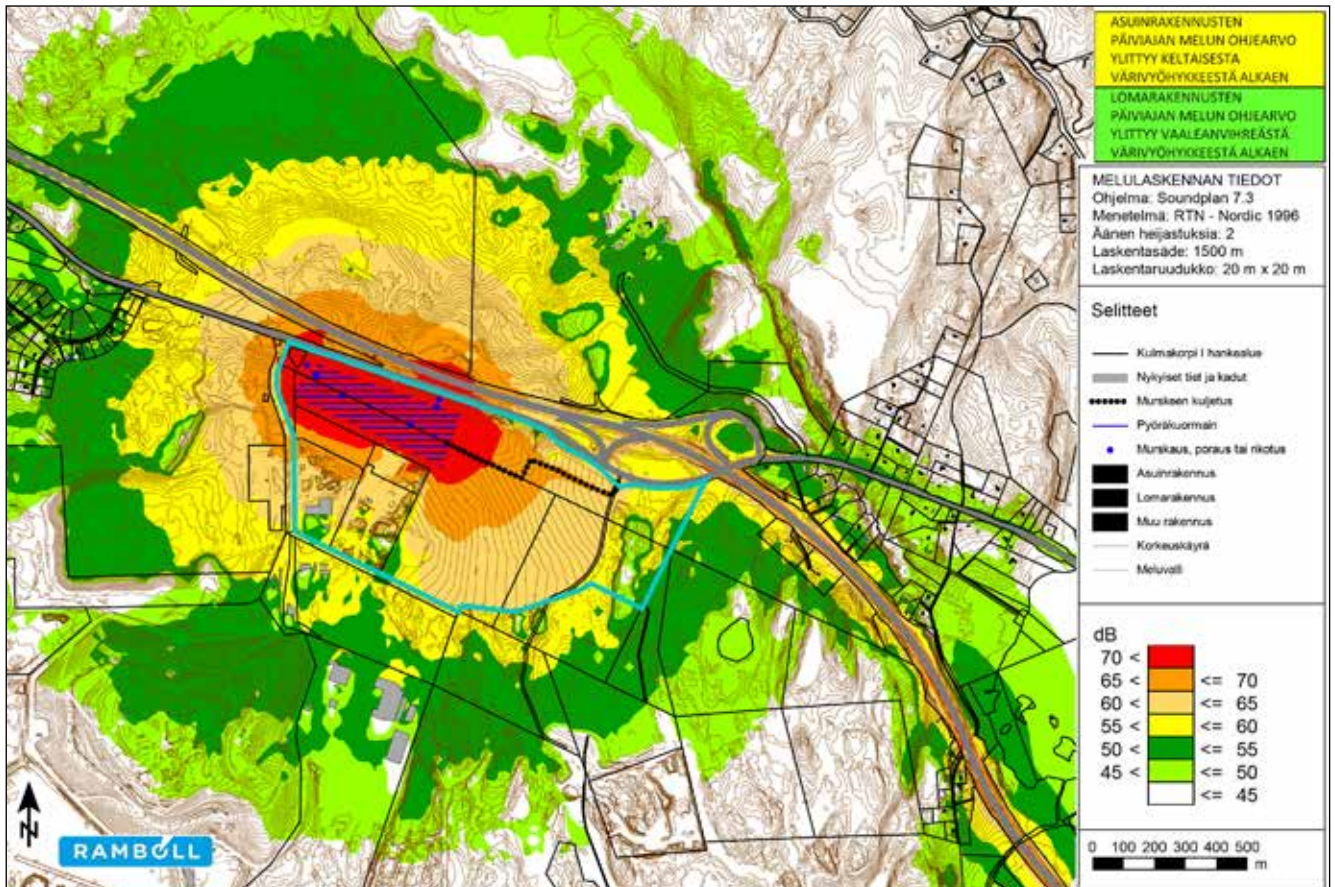 ASUINRAKENNUSTEN
PÄIVIAJAN MELUN OHJEARVO
YLITTYY KELTAISESTA
VÄRIVYÖHYKKEESTÄ ALKAEN
LOMARAKENNUSTEN
PÄIVIAJAN MELUN OHJEARVO
YLITTYY VAALEANVIHREÄSTÄ
VÄRIVYÖHYKKEESTÄ ALKAEN
MELULASKENNAN TIEDOT
Ohjelma: Soundplan 7.3
Menetelmä: RTN - Nordic 1996
Äänen heijastuksia: 2
Laskentasäde: 1500 m
Laskentaruudukko: 20 m x 20 m
Selitteet
Kulmakorpi I hankealue
Nykyiset tiet ja kadut
Murskeen kuljetus
Pyöräkuormain
Murskaus, poraus tai rikotus
Asuinrakennus
Lomarakennus
Muu rakennus
Korkeuskäyrä
Meluvalli
dB
70 <
65 < <= 70
60 < <= 65
55 < <= 60
50 < <= 55
45 < <= 50
<= 45
0 100 200 300 400 500
m
N
RAMBOLL